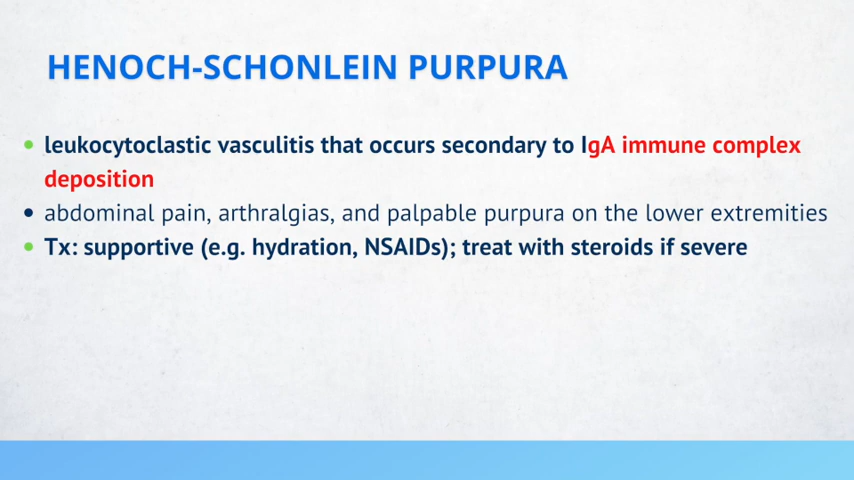 HENOCH-SCHONLEIN PURPURA
• leukocytoclastic vasculitis that occurs secondary to IgA immune complex
deposition
• abdominal pain, arthralgias, and palpable purpura on the lower extremities
• Tx: supportive (e.g. hydration, NSAIDs); treat with steroids if severe